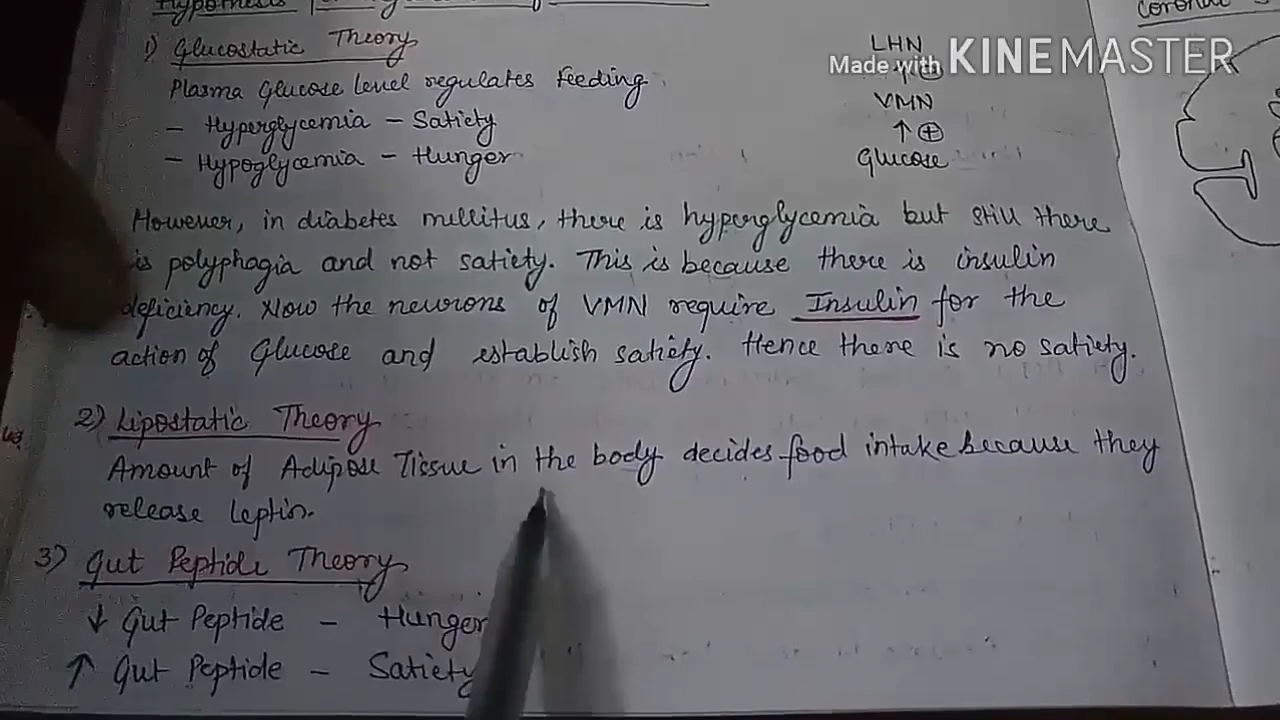 Hypothesis
1) Glucostatic Theory
Plasma Glucose level regulates feeding
- Hyperglycemia - Satiety
- Hypoglycemia - Hunger
LHN
↑ ⊖
VMN
↑ ⊕
Glucose
Made with KINEMASTER
coronal
However, in diabetes mellitus, there is hyperglycemia but still there
is polyphagia and not satiety. This is because there is insulin
deficiency. Now the neurons of VMN require Insulin for the
action of Glucose and establish satiety. Hence there is no satiety.
2) Lipostatic Theory
Amount of Adipose Tissue in the body decides food intake because they
release leptin.
3) Gut Peptide Theory
↓ Gut Peptide - Hunger
↑ Gut Peptide - Satiety